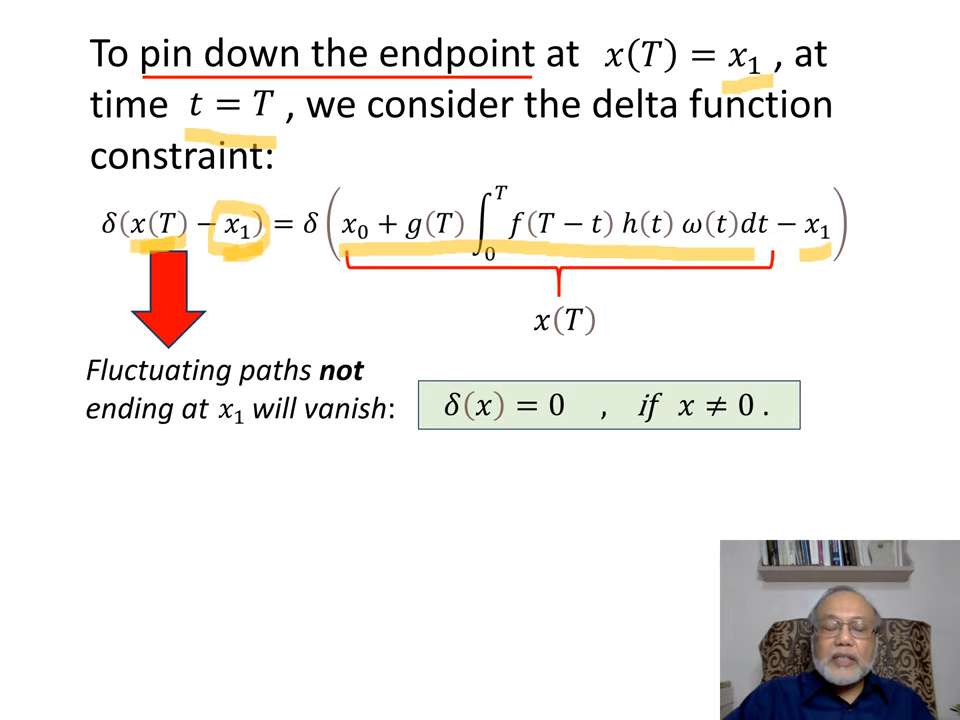 To pin down the endpoint at x(T) = x₁ , at
time t = T , we consider the delta function
constraint:
δ(x(T) − x₁) = δ(x₀ + g(T) ∫₀ᵀ f(T − t) h(t) ω(t)dt − x₁)
x(T)
Fluctuating paths not
ending at x₁ will vanish:
δ(x) = 0 , if x ≠ 0 .